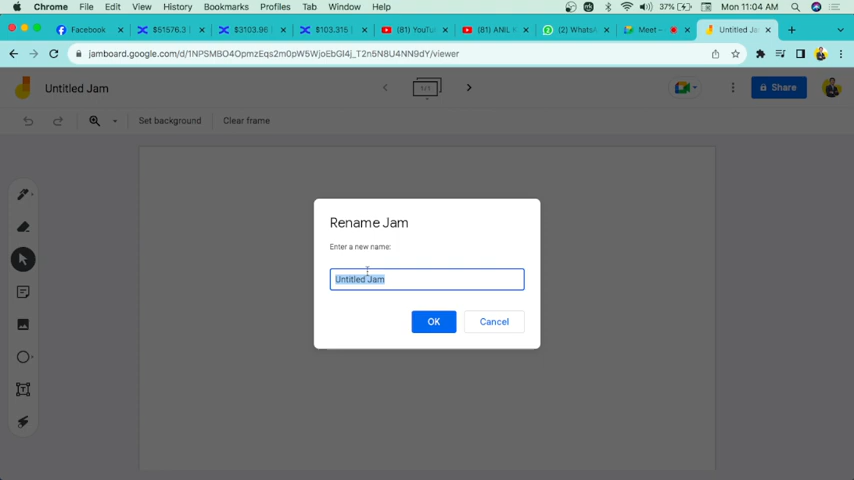 Chrome File Edit View History Bookmarks Profiles Tab Window Help 37% Mon 11:04 AM
Facebook $51576.3 | $3103.96 | $103.315 | (81) YouTu (81) ANIL K (2) Whats Meet – Untitled Jam
jamboard.google.com/d/1NPSMBO4OpmzEqs2m0pW5WjoEbGl4j_T2n5N8U4NN9dY/viewer
Untitled Jam 1/1 Share
Set background Clear frame
Rename Jam
Enter a new name:
Untitled Jam
OK Cancel